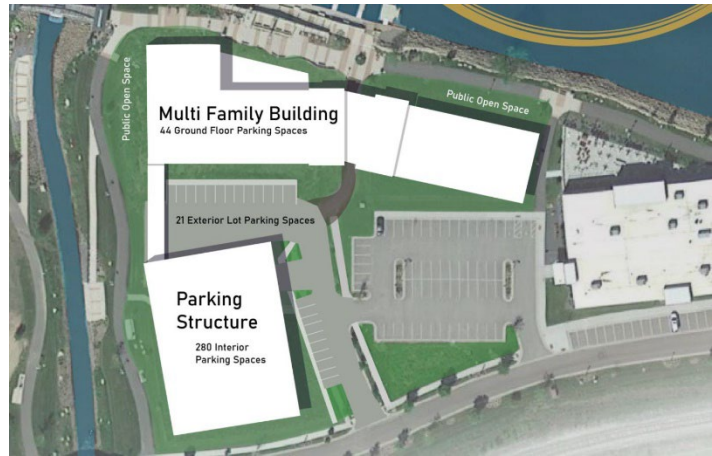 Public Open Space
Multi Family Building
44 Ground Floor Parking Spaces
Public Open Space
21 Exterior Lot Parking Spaces
Parking
Structure
280 Interior
Parking Spaces